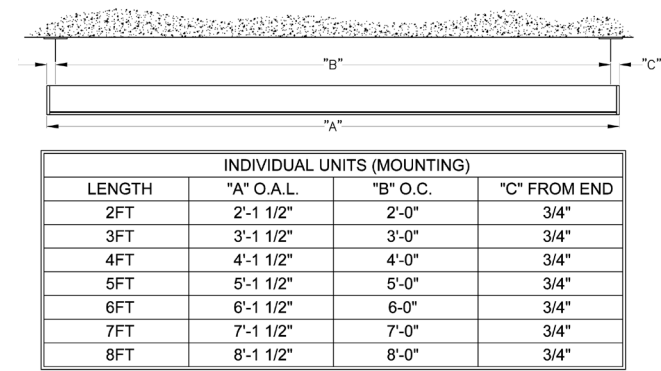 "B" "C"
"A"
INDIVIDUAL UNITS (MOUNTING)
LENGTH "A" O.A.L. "B" O.C. "C" FROM END
2FT 2'-1 1/2" 2'-0" 3/4"
3FT 3'-1 1/2" 3'-0" 3/4"
4FT 4'-1 1/2" 4'-0" 3/4"
5FT 5'-1 1/2" 5'-0" 3/4"
6FT 6'-1 1/2" 6-0" 3/4"
7FT 7'-1 1/2" 7'-0" 3/4"
8FT 8'-1 1/2" 8'-0" 3/4"